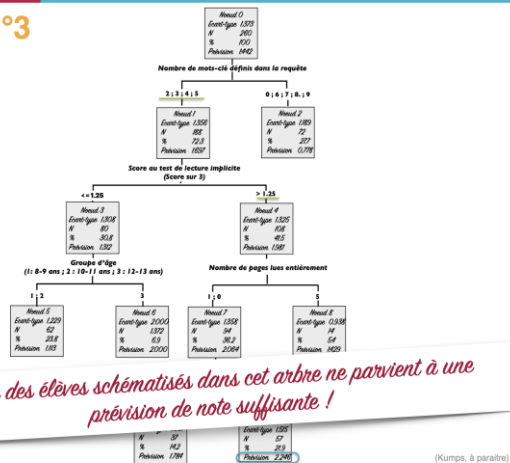 °3
Noeud 0
Ecart-type 1.373
N 260
% 100
Prévision 1.442
Nombre de mots-clé définis dans la requête
2 ; 3 ; 4 ; 5
0 ; 6 ; 7 ; 8. ; 9
Noeud 1
Ecart-type 1.356
N 188
% 72.3
Prévision 1.697
Noeud 2
Ecart-type 1.189
N 72
% 27.7
Prévision 0.778
Score au test de lecture implicite
(Score sur 3)
<= 1.25
> 1.25
Noeud 3
Ecart-type 1.308
N 80
% 30.8
Prévision 1.312
Noeud 4
Ecart-type 1.325
N 108
% 41.5
Prévision
Groupe d'âge
(1: 8-9 ans ; 2 : 10-11 ans ; 3 : 12-13 ans)
Nombre de pages lues entièrement
1 ; 2
3
1 ; 0
5
Noeud 5
Ecart-type 1.229
N 62
% 23.8
Prévision 1.113
Noeud 6
Ecart-type 2.000
N 1372
% 6.9
Prévision 2.000
Noeud 7
Ecart-type 1.358
N 94
% 36.2
Prévision 2.064
Noeud 8
Ecart-type 0.938
N 14
% 5.4
Prévision 1.429
des élèves schématisés dans cet arbre ne parvient à une
prévision de note suffisante !
N 37
% 14.2
Prévision 1.784
Ecart-type 1.515
N 57
% 21.9
Prévision 2.246
(Kumps, à paraître)